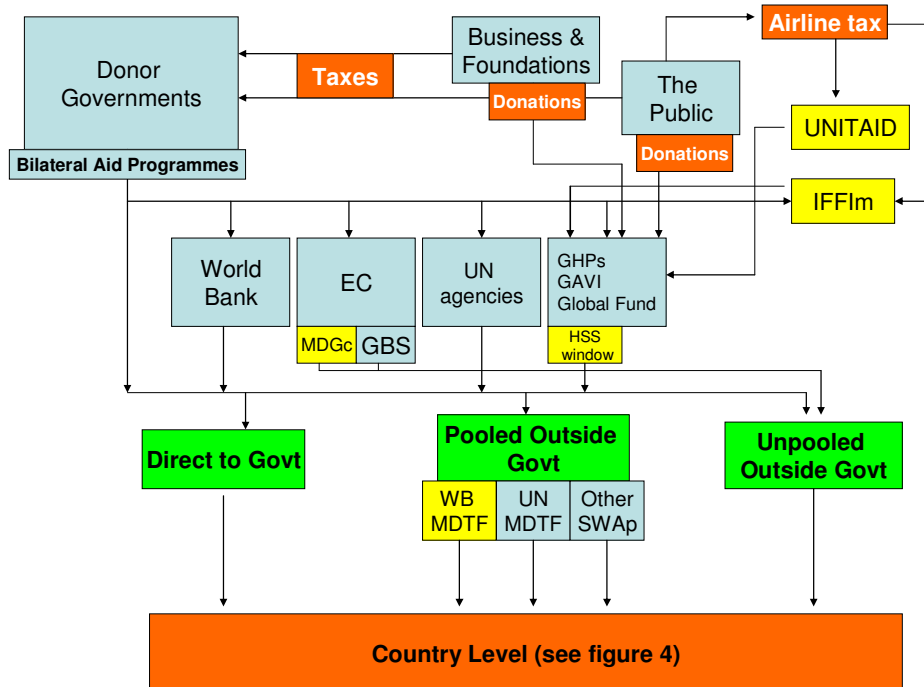 Airline tax
Business &
Foundations
Donor
Governments
Taxes
The
Public
Donations
UNITAID
Donations
Bilateral Aid Programmes
IFFIm
World
Bank
EC
UN
agencies
GHPs
GAVI
Global Fund
MDGc
GBS
HSS
window
Direct to Govt
Pooled Outside
Govt
Unpooled
Outside Govt
WB
MDTF
UN
MDTF
Other
SWAp
Country Level (see figure 4)